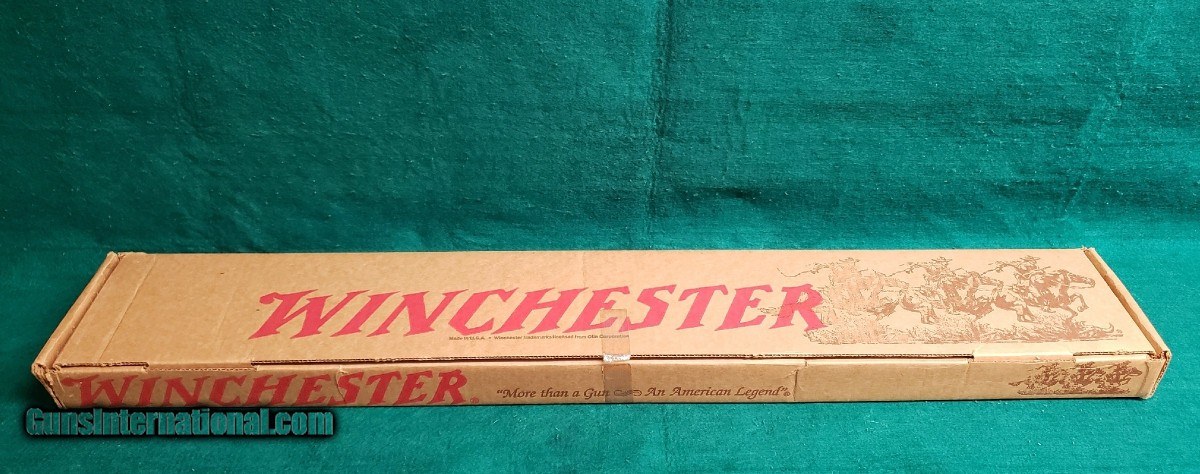 WINCHESTER
Made in U.S.A. • Winchester trademarks licensed from Olin Corporation
WINCHESTER®
"More than a Gun An American Legend"®
GunsInternational.com